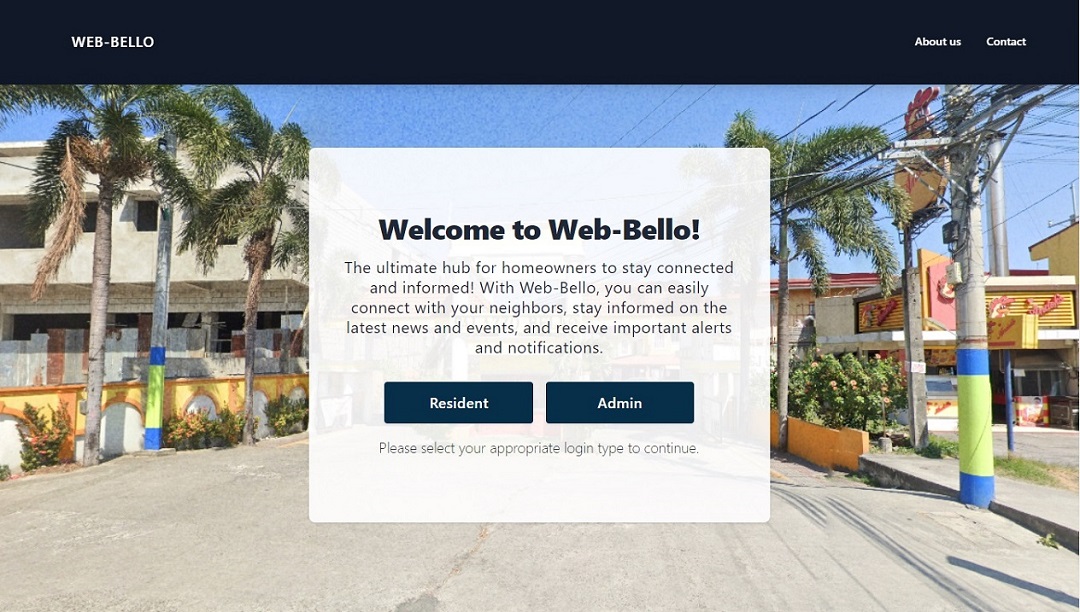 WEB-BELLO
About us
Contact
Welcome to Web-Bello!
The ultimate hub for homeowners to stay connected
and informed! With Web-Bello, you can easily
connect with your neighbors, stay informed on the
latest news and events, and receive important alerts
and notifications.
Resident
Admin
Please select your appropriate login type to continue.